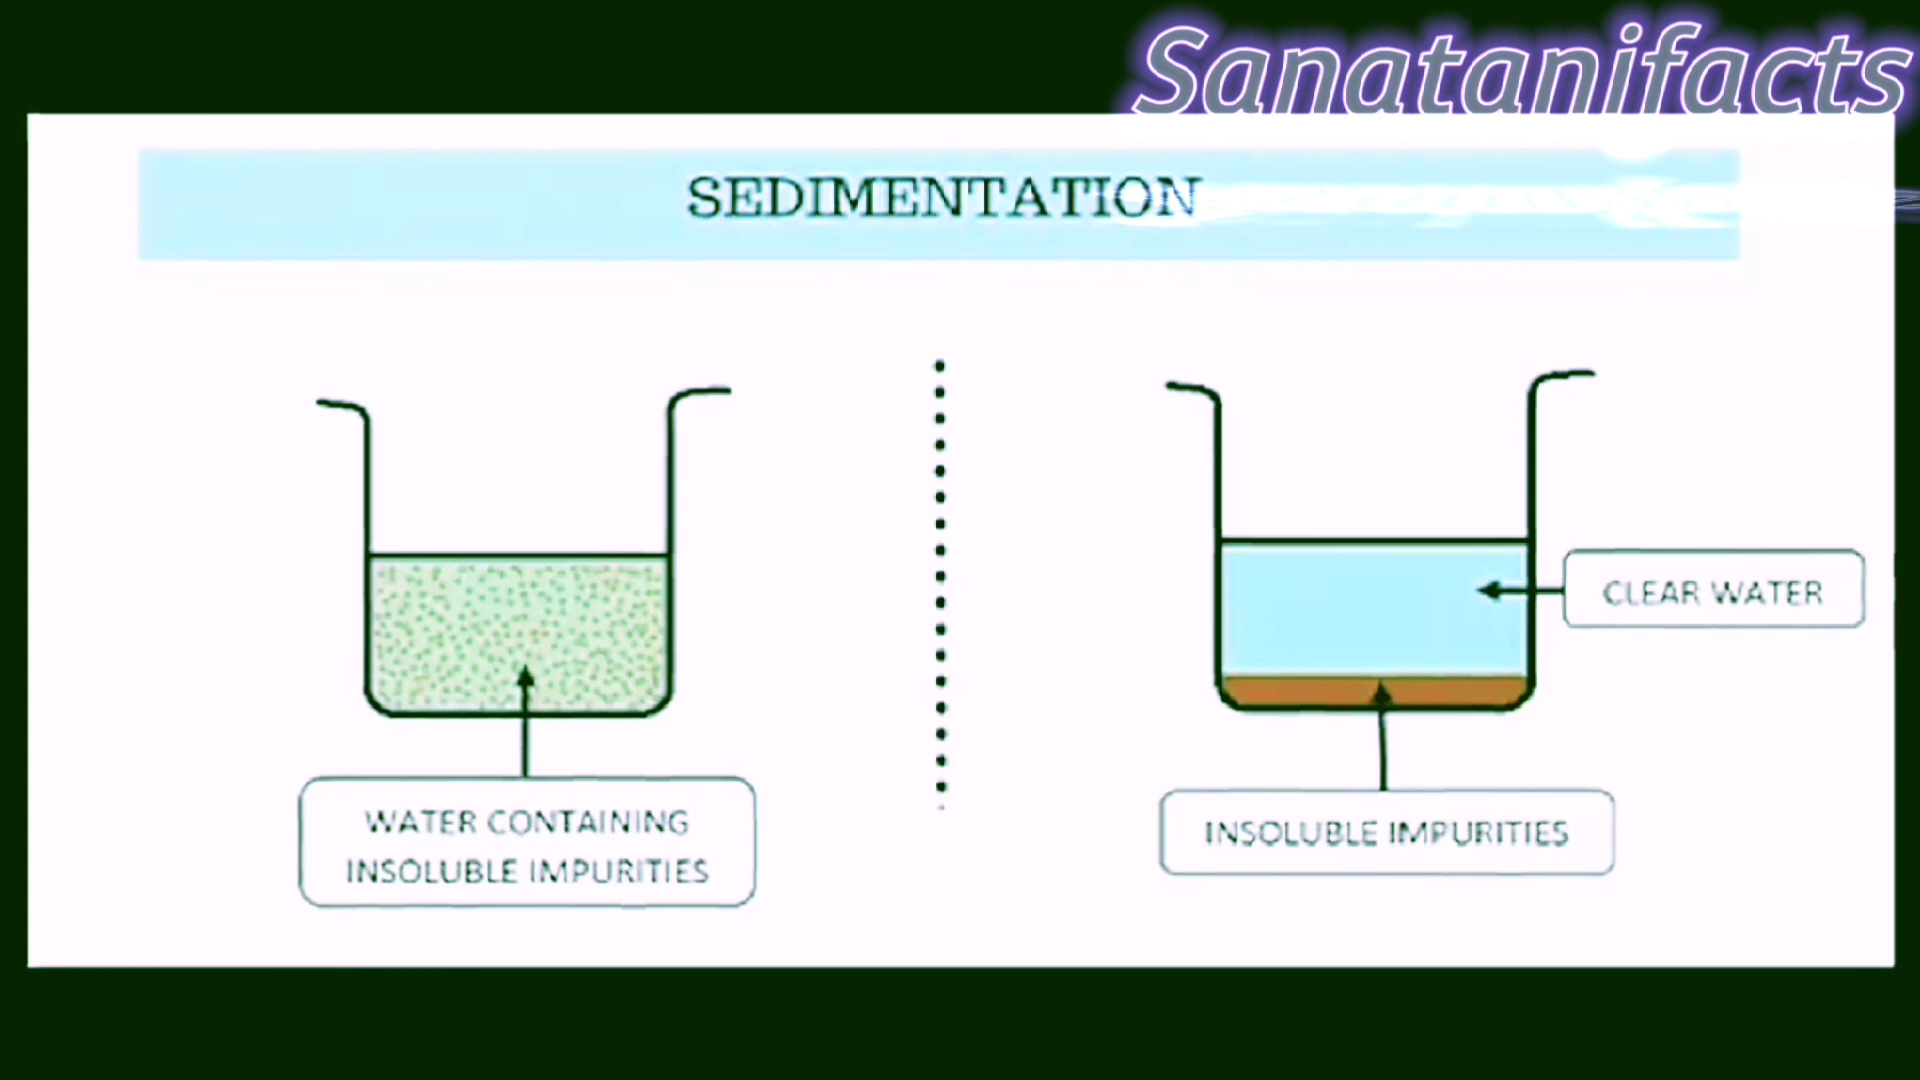 Sanatanifacts
SEDIMENTATION
CLEAR WATER
WATER CONTAINING
INSOLUBLE IMPURITIES
INSOLUBLE IMPURITIES